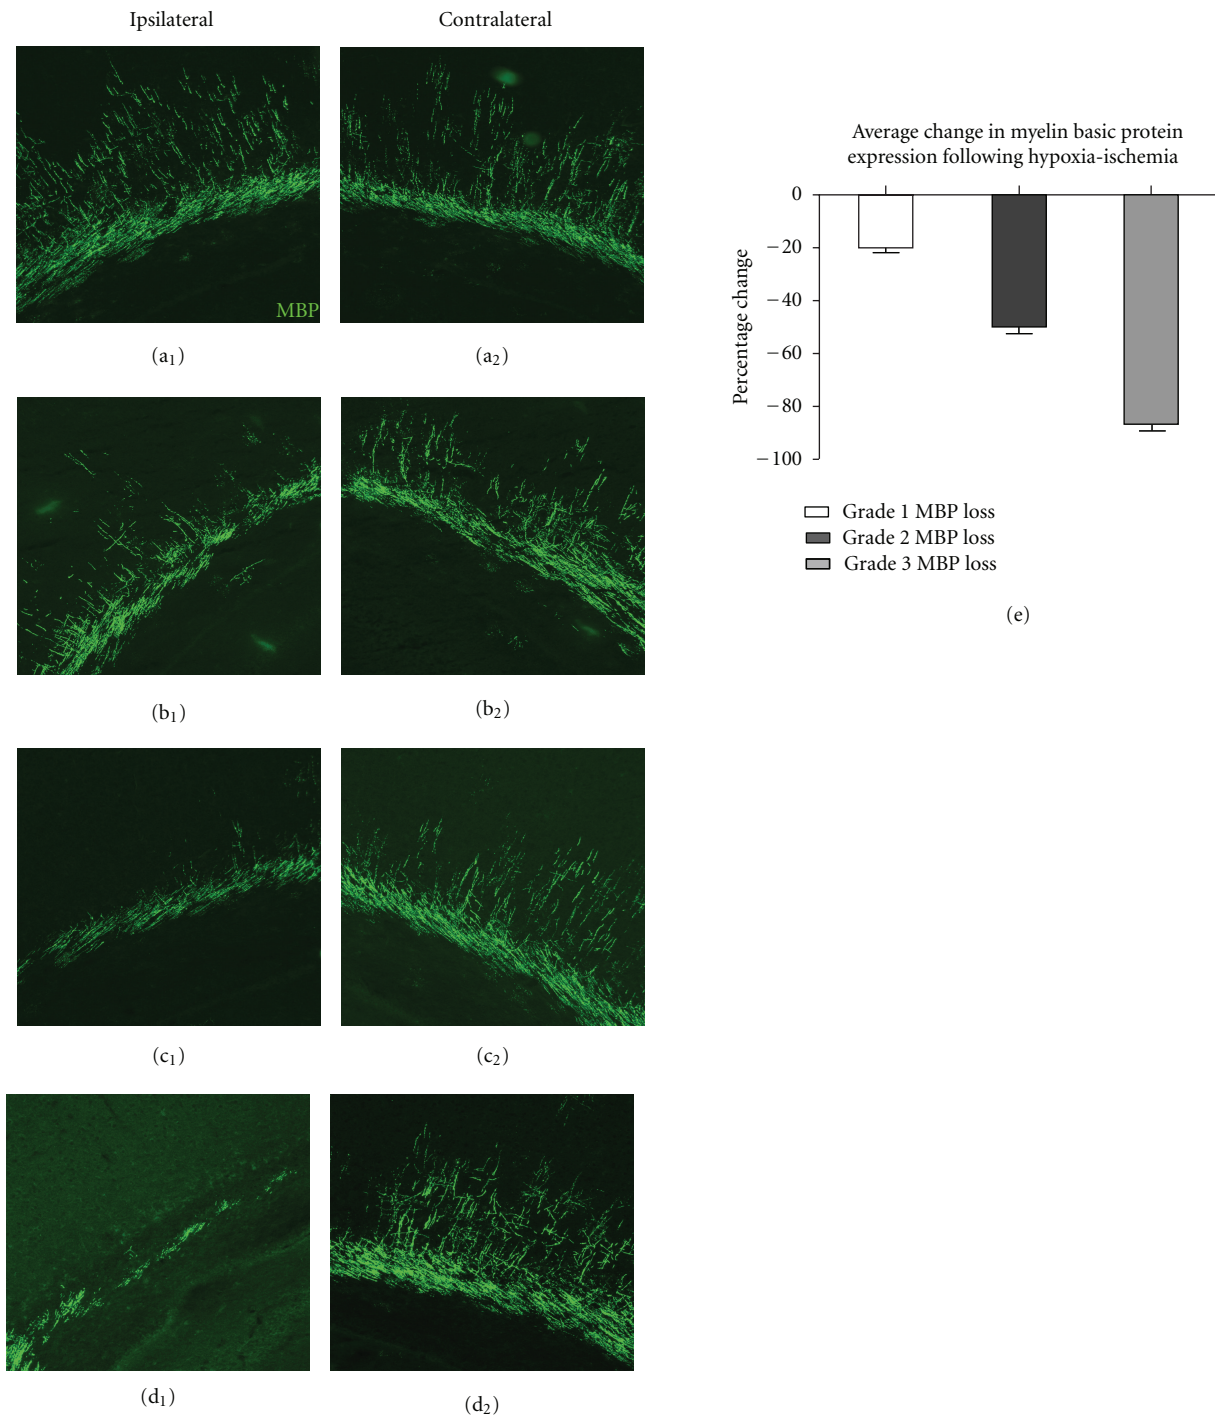 Ipsilateral
Contralateral
MBP
(a₁)
(a₂)
(b₁)
(b₂)
(c₁)
(c₂)
(d₁)
(d₂)
Average change in myelin basic protein
expression following hypoxia-ischemia
Percentage change
0
−20
−40
−60
−80
−100
Grade 1 MBP loss
Grade 2 MBP loss
Grade 3 MBP loss
(e)